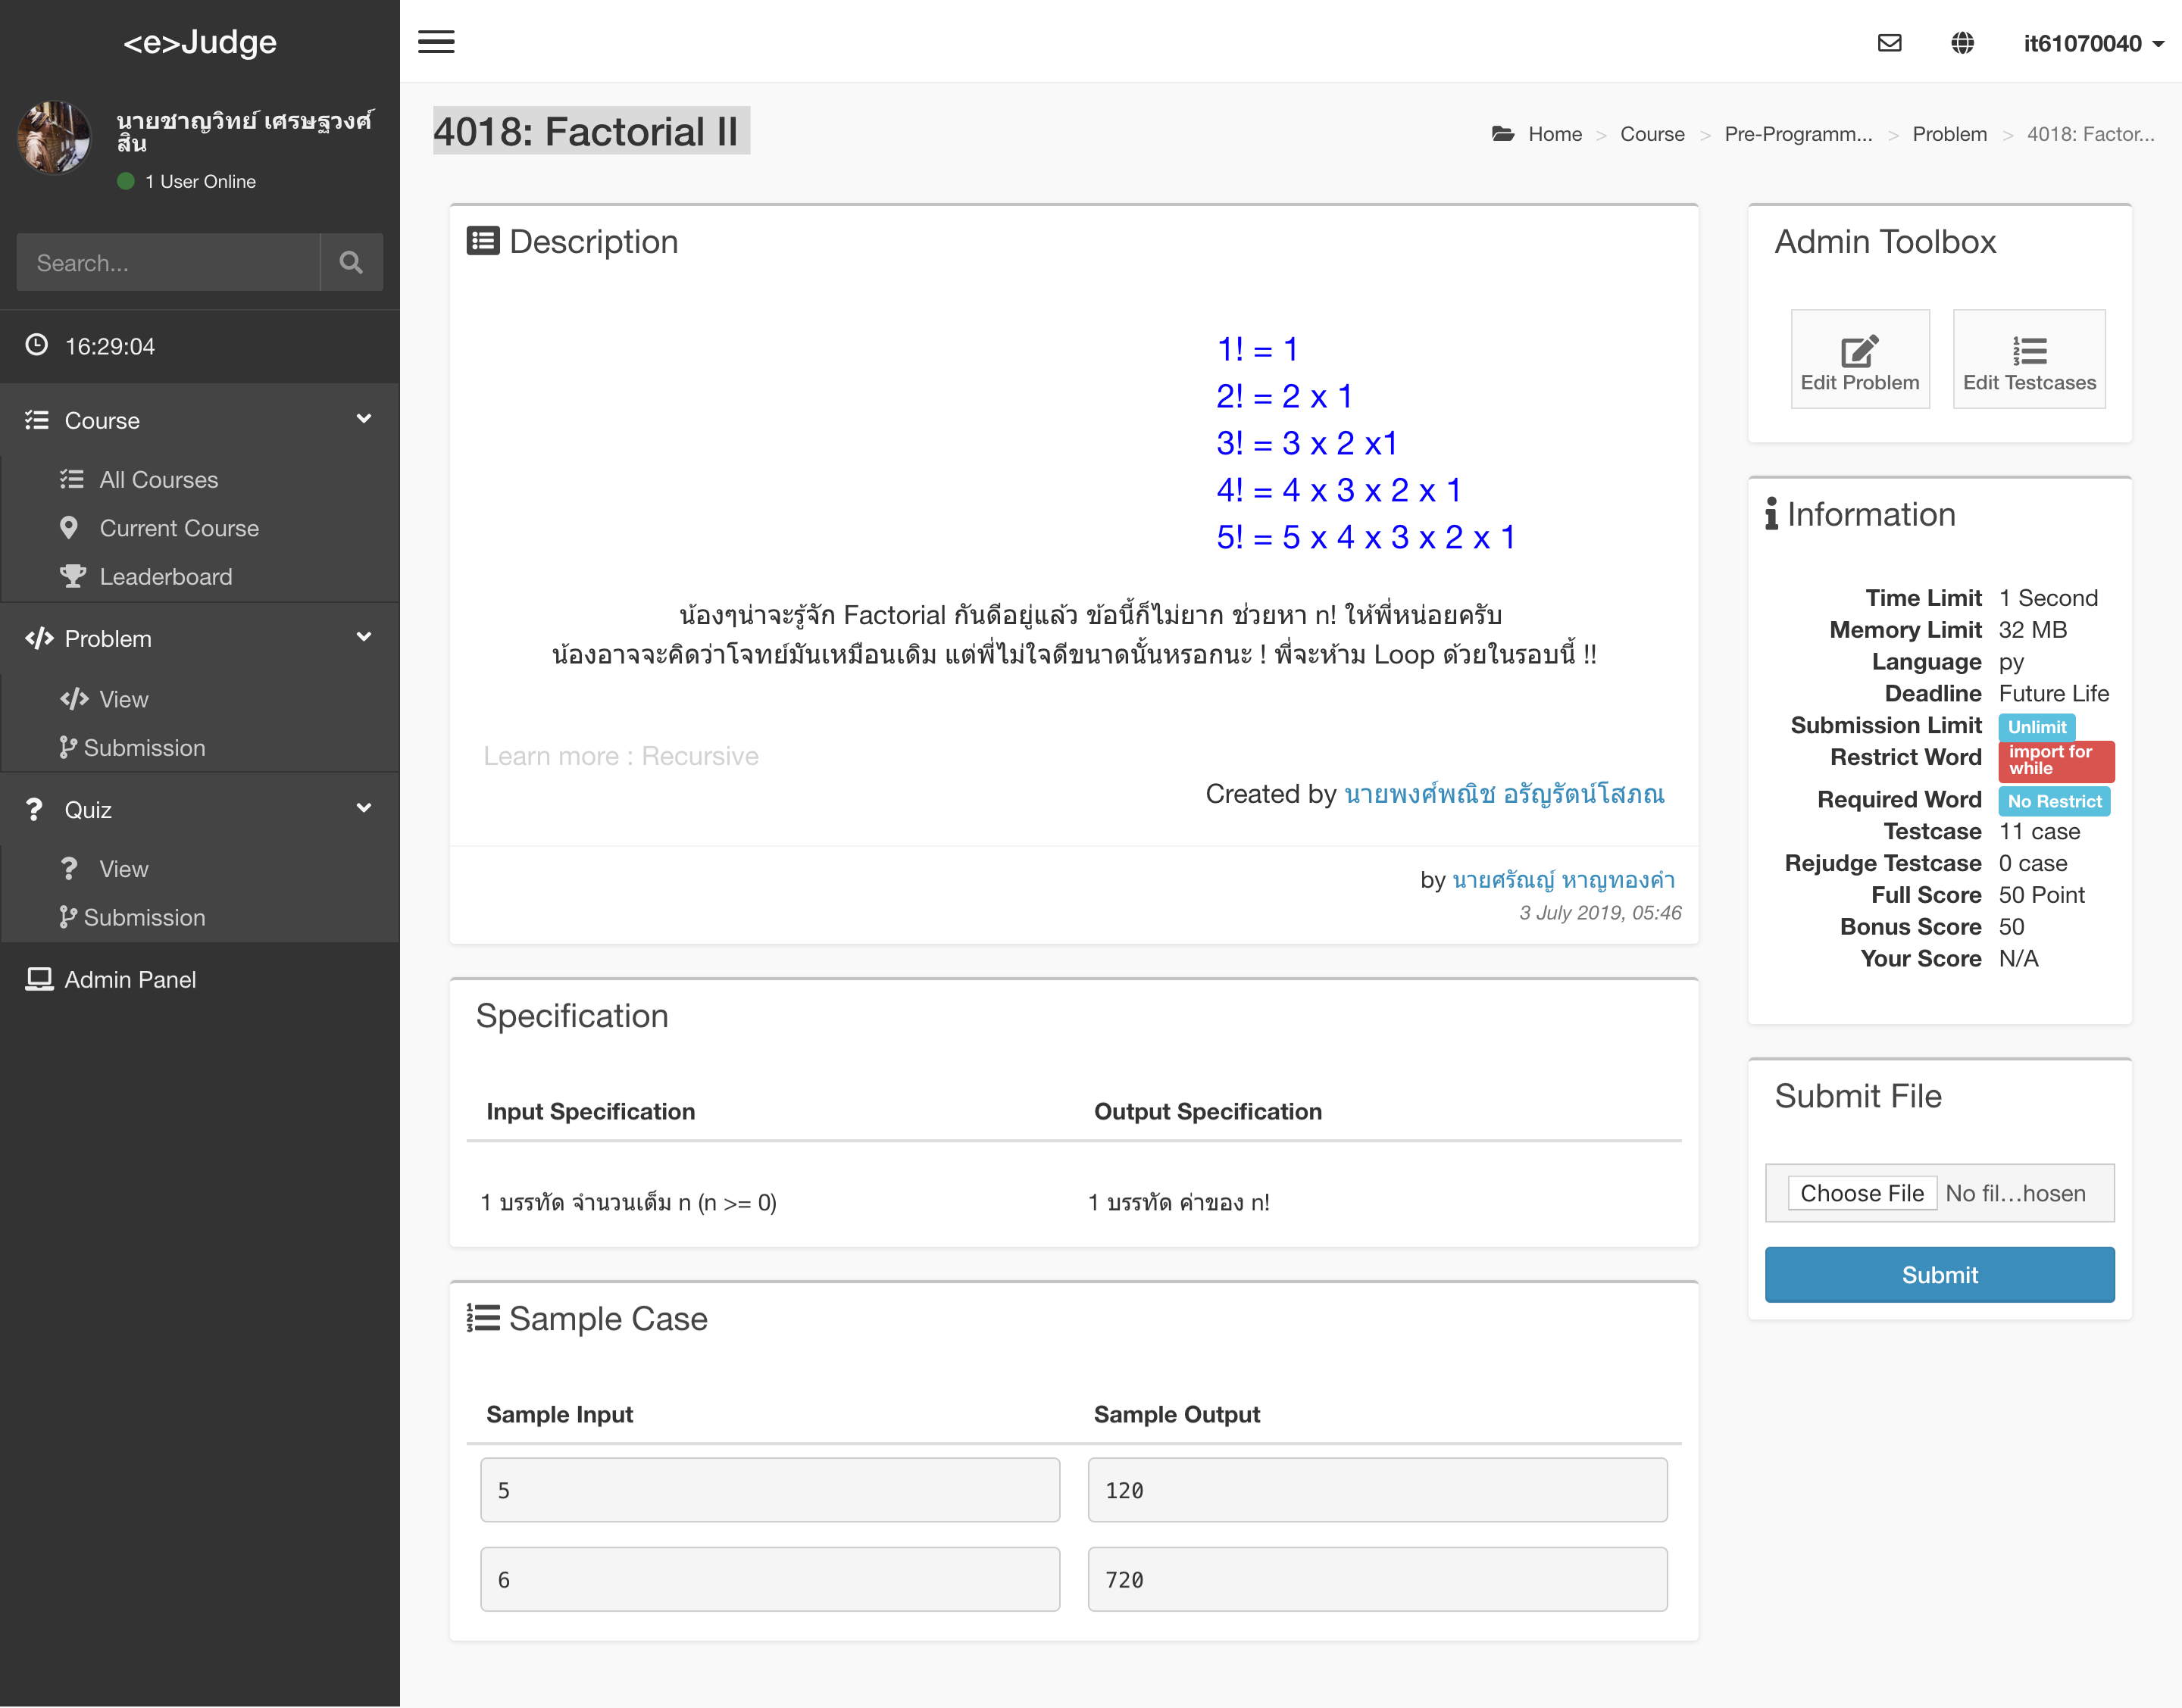 <e>Judge
it61070040
นายชาญวิทย์ เศรษฐวงศ์
สิน
1 User Online
Search...
16:29:04
Course
All Courses
Current Course
Leaderboard
Problem
View
Submission
Quiz
View
Submission
Admin Panel
4018: Factorial II
Home > Course > Pre-Programm... > Problem > 4018: Factor...
Description
1! = 1
2! = 2 x 1
3! = 3 x 2 x1
4! = 4 x 3 x 2 x 1
5! = 5 x 4 x 3 x 2 x 1
น้องๆน่าจะรู้จัก Factorial กันดีอยู่แล้ว ข้อนี้ก็ไม่ยาก ช่วยหา n! ให้พี่หน่อยครับ
น้องอาจจะคิดว่าโจทย์มันเหมือนเดิม แต่พี่ไม่ใจดีขนาดนั้นหรอกนะ ! พี่จะห้าม Loop ด้วยในรอบนี้ !!
Learn more : Recursive
Created by นายพงศ์พณิช อรัญรัตน์โสภณ
by นายศรัณญ์ หาญทองคำ
3 July 2019, 05:46
Specification
Input Specification Output Specification
1 บรรทัด จำนวนเต็ม n (n >= 0) 1 บรรทัด ค่าของ n!
Sample Case
Sample Input Sample Output
5 120
6 720
Admin Toolbox
Edit Problem Edit Testcases
Information
Time Limit 1 Second
Memory Limit 32 MB
Language py
Deadline Future Life
Submission Limit Unlimit
Restrict Word import for
while
Required Word No Restrict
Testcase 11 case
Rejudge Testcase 0 case
Full Score 50 Point
Bonus Score 50
Your Score N/A
Submit File
Choose File No fil...hosen
Submit